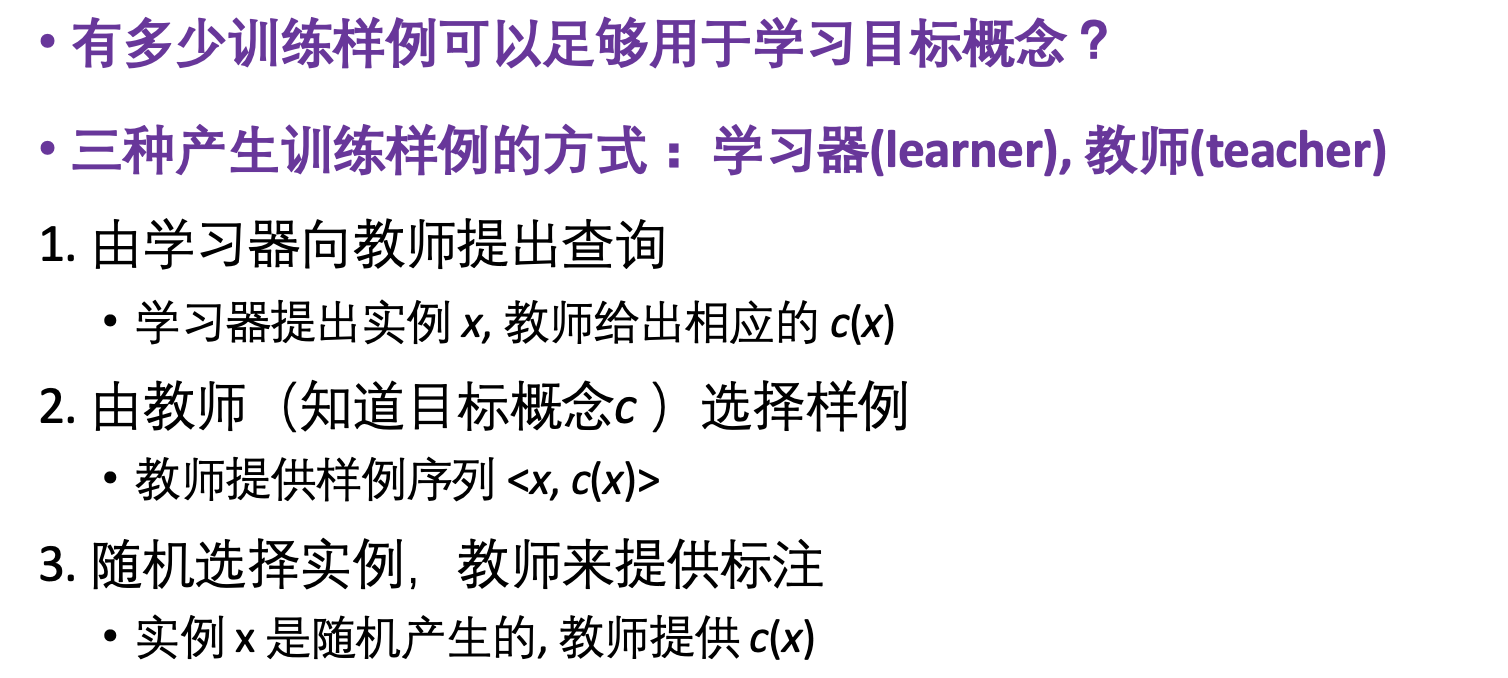 • 有多少训练样例可以足够用于学习目标概念？
• 三种产生训练样例的方式： 学习器(learner), 教师(teacher)
1. 由学习器向教师提出查询
• 学习器提出实例 x, 教师给出相应的 c(x)
2. 由教师（知道目标概念c ）选择样例
• 教师提供样例序列 <x, c(x)>
3. 随机选择实例，教师来提供标注
• 实例 x 是随机产生的, 教师提供 c(x)